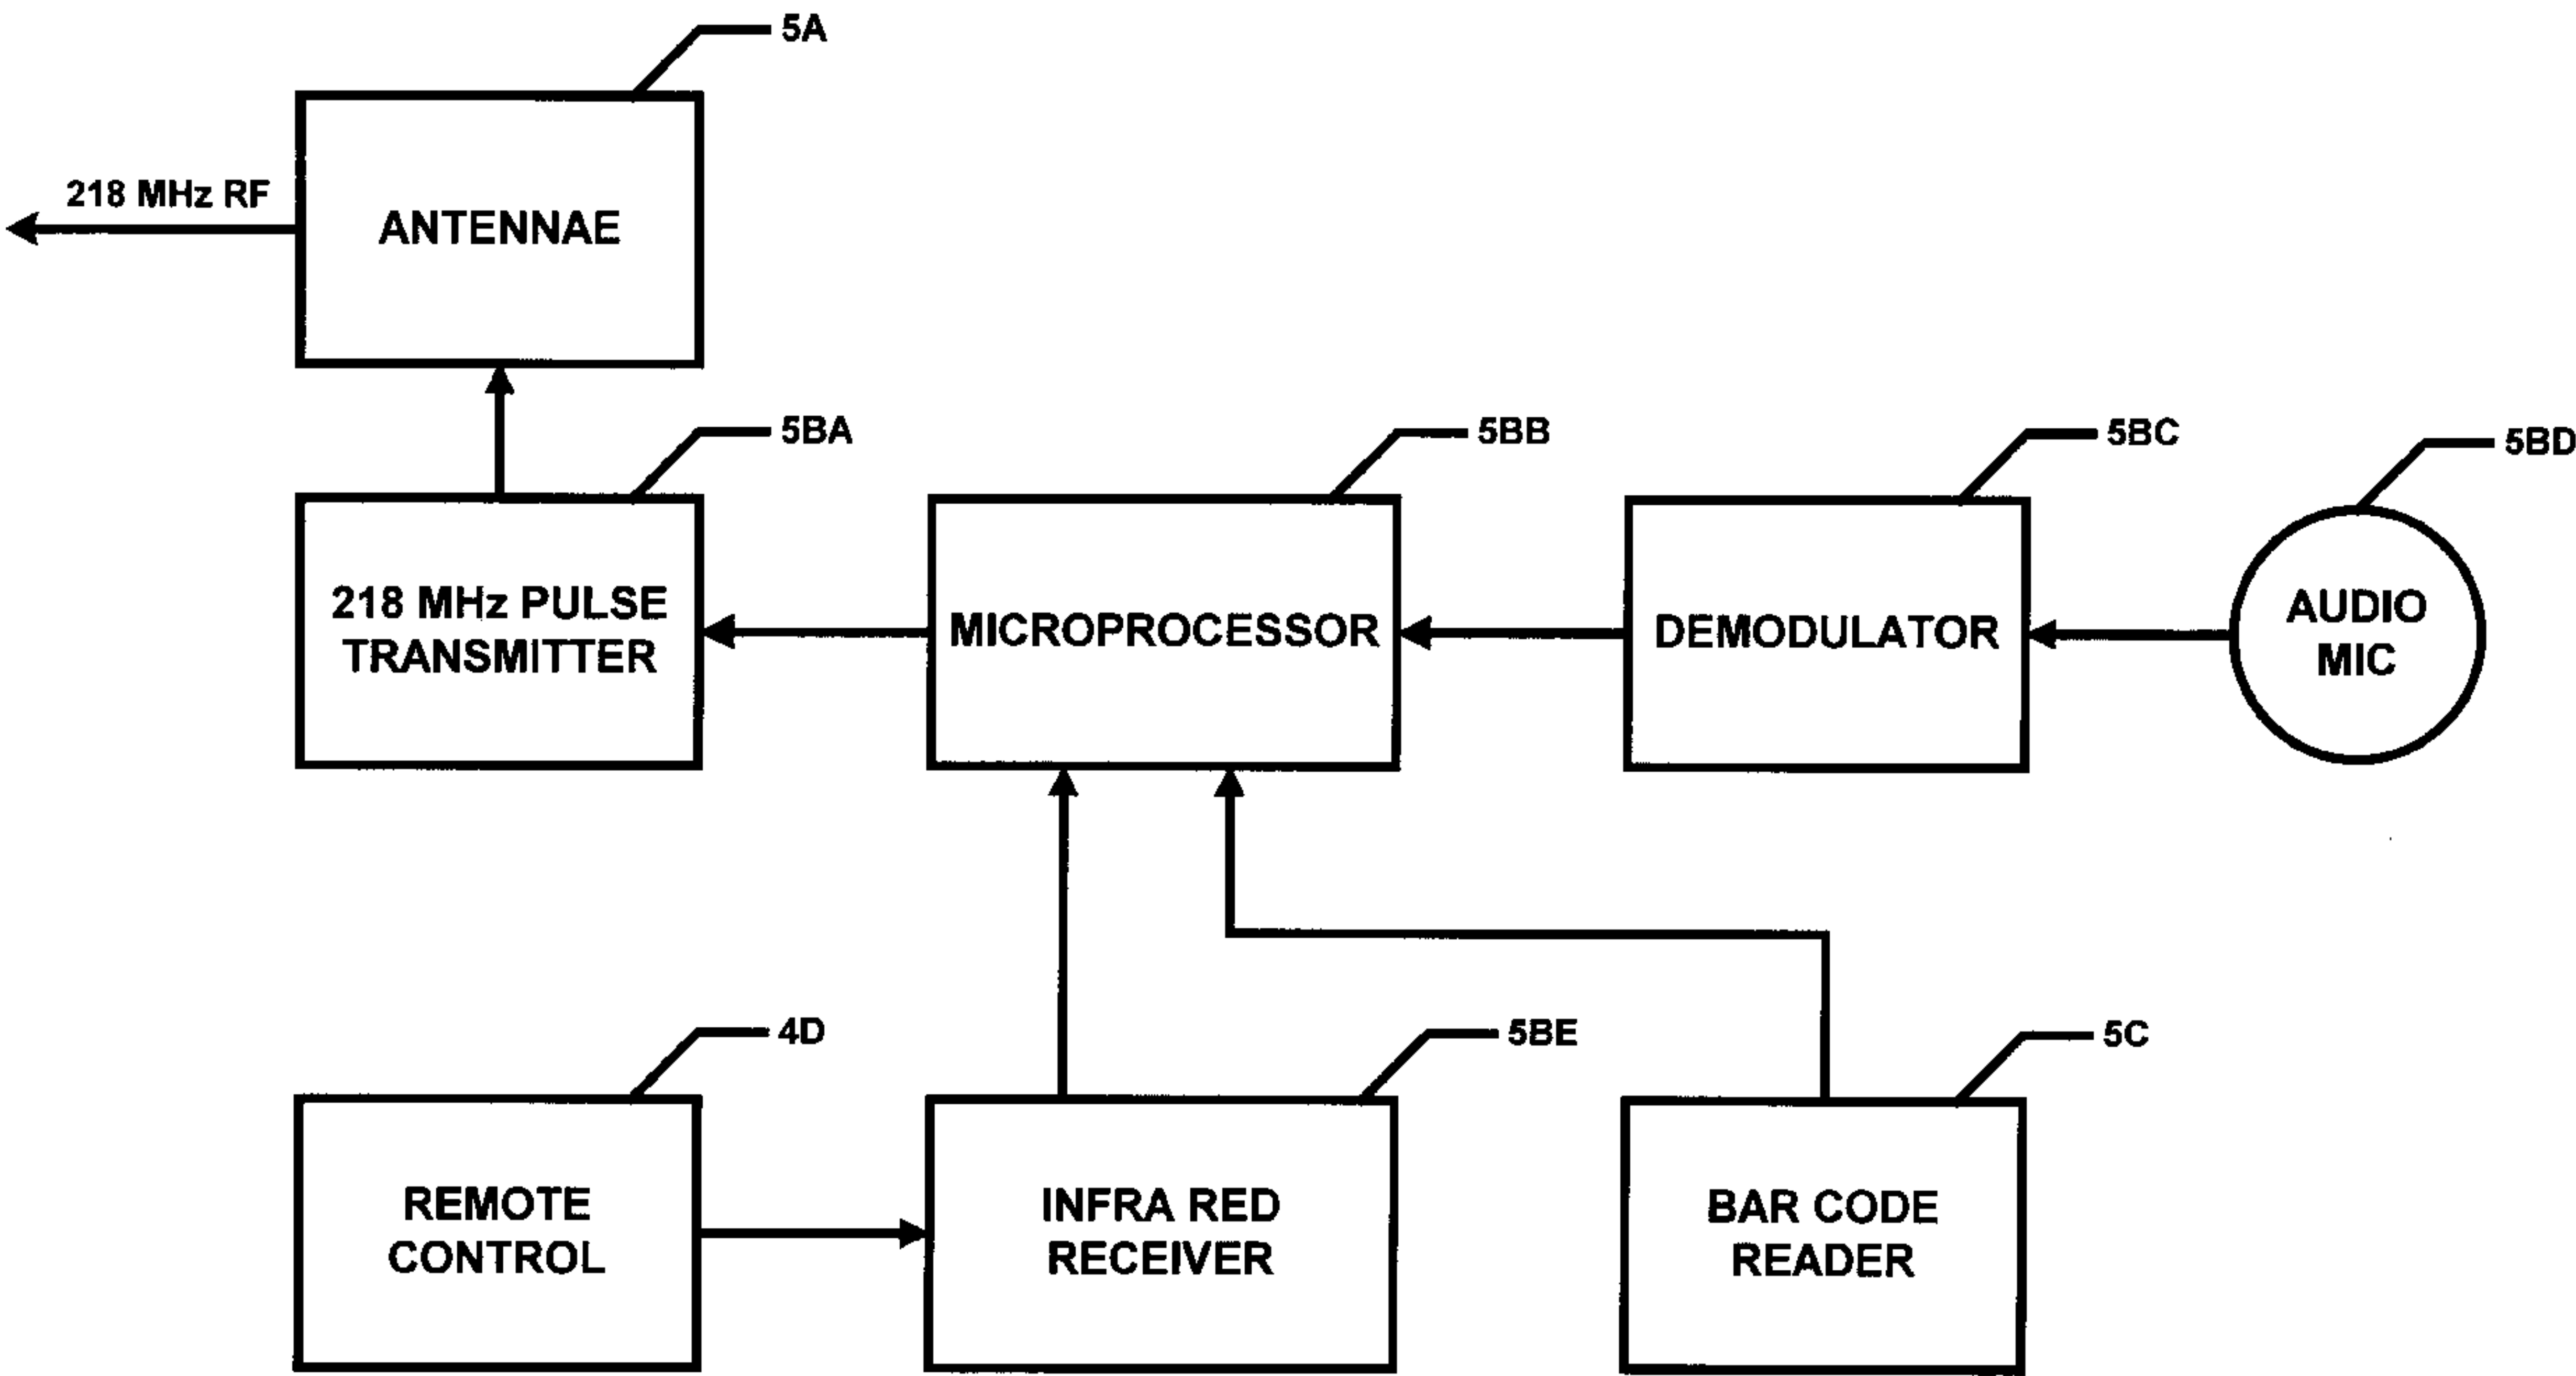 5A
218 MHz RF
ANTENNAE
5BA
5BB
5BC
5BD
218 MHz PULSE
TRANSMITTER
MICROPROCESSOR
DEMODULATOR
AUDIO
MIC
4D
5BE
5C
REMOTE
CONTROL
INFRA RED
RECEIVER
BAR CODE
READER